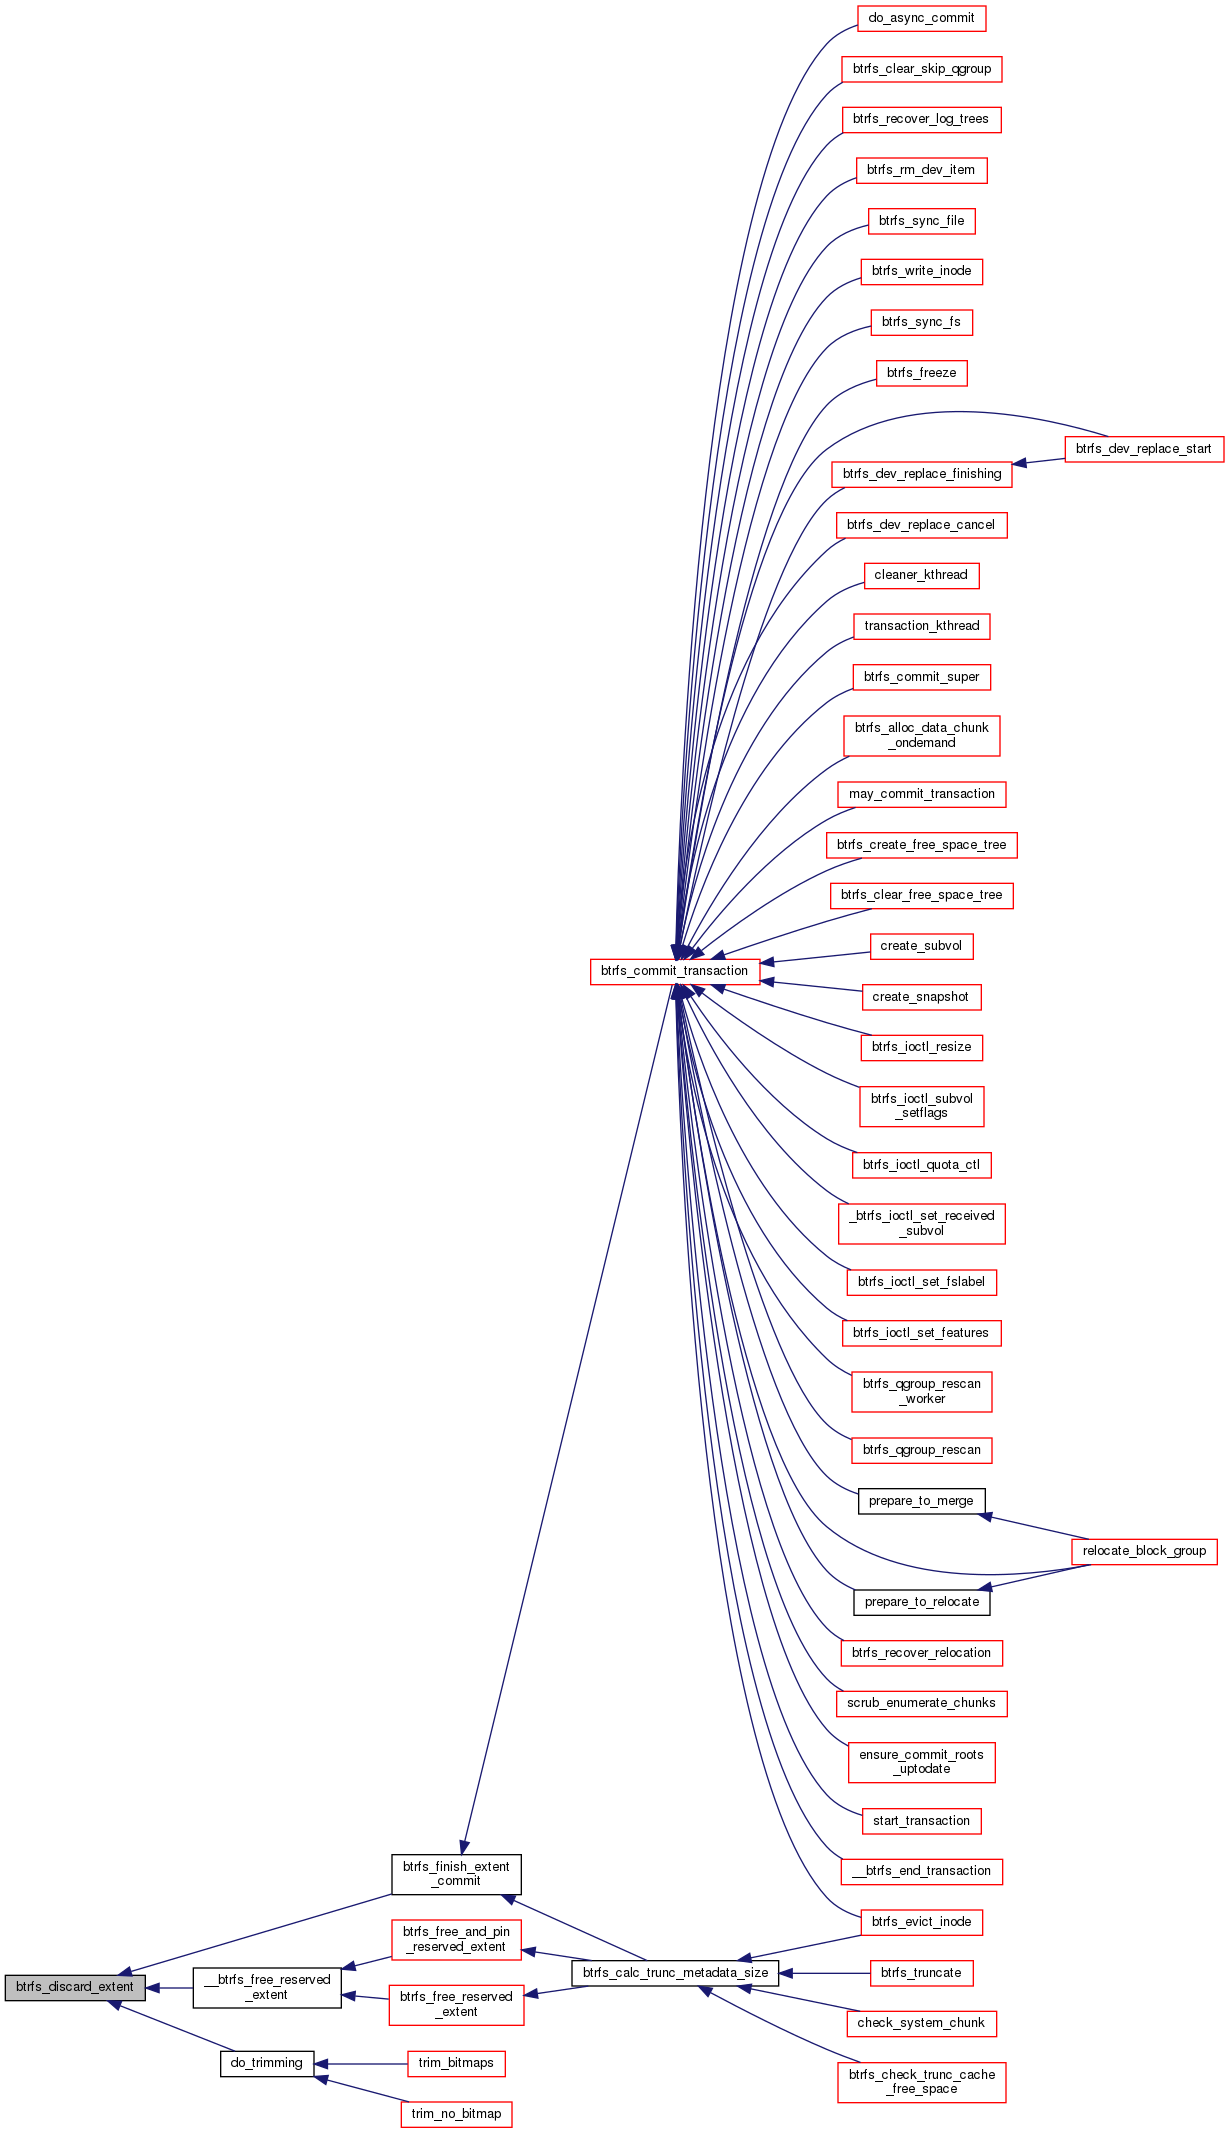 do_async_commit
btrfs_clear_skip_qgroup
btrfs_recover_log_trees
btrfs_rm_dev_item
btrfs_sync_file
btrfs_write_inode
btrfs_sync_fs
btrfs_freeze
btrfs_dev_replace_start
btrfs_dev_replace_finishing
btrfs_dev_replace_cancel
cleaner_kthread
transaction_kthread
btrfs_commit_super
btrfs_alloc_data_chunk
_ondemand
may_commit_transaction
btrfs_create_free_space_tree
btrfs_clear_free_space_tree
create_subvol
btrfs_commit_transaction
create_snapshot
btrfs_ioctl_resize
btrfs_ioctl_subvol
_setflags
btrfs_ioctl_quota_ctl
_btrfs_ioctl_set_received
_subvol
btrfs_ioctl_set_fslabel
btrfs_ioctl_set_features
btrfs_qgroup_rescan
_worker
btrfs_qgroup_rescan
prepare_to_merge
relocate_block_group
prepare_to_relocate
btrfs_recover_relocation
scrub_enumerate_chunks
ensure_commit_roots
_uptodate
start_transaction
__btrfs_end_transaction
btrfs_finish_extent
_commit
btrfs_evict_inode
btrfs_free_and_pin
_reserved_extent
btrfs_calc_trunc_metadata_size
btrfs_truncate
btrfs_discard_extent
__btrfs_free_reserved
_extent
btrfs_free_reserved
_extent
check_system_chunk
do_trimming
trim_bitmaps
btrfs_check_trunc_cache
_free_space
trim_no_bitmap